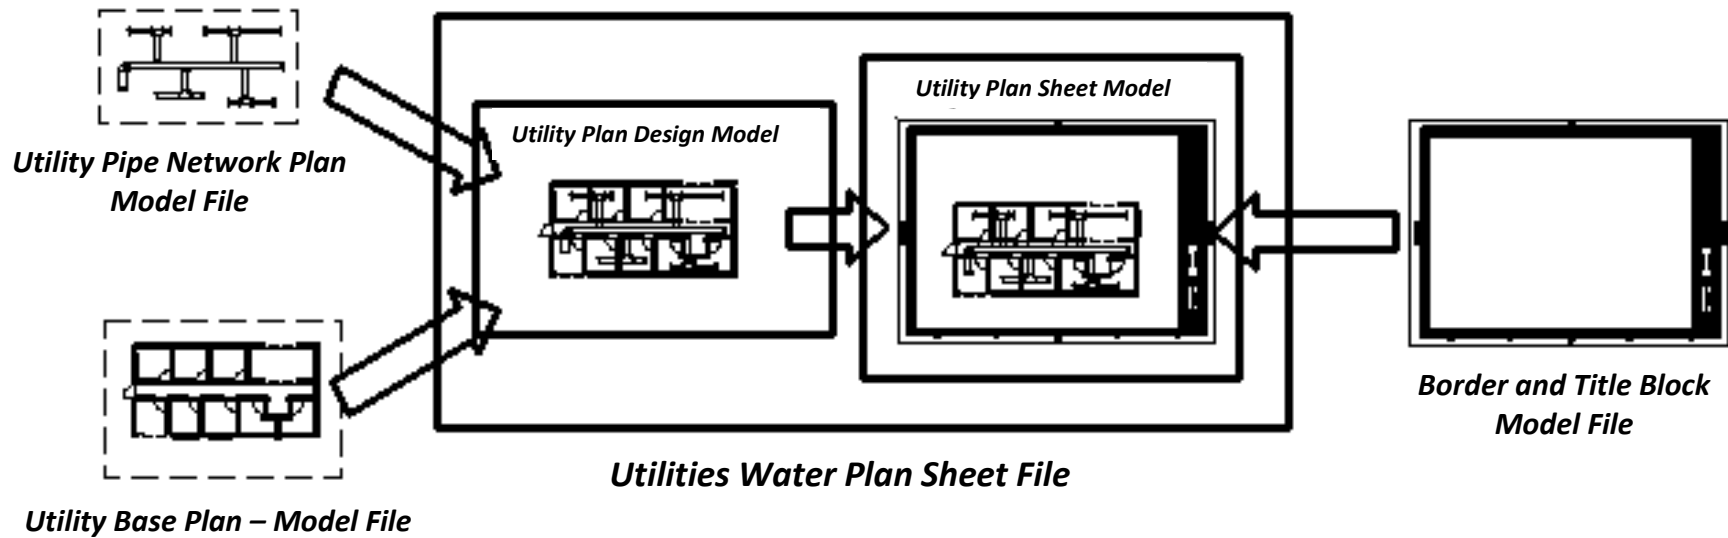 Utility Plan Sheet Model
Utility Plan Design Model
Utility Pipe Network Plan
Model File
Border and Title Block
Model File
Utilities Water Plan Sheet File
Utility Base Plan – Model File